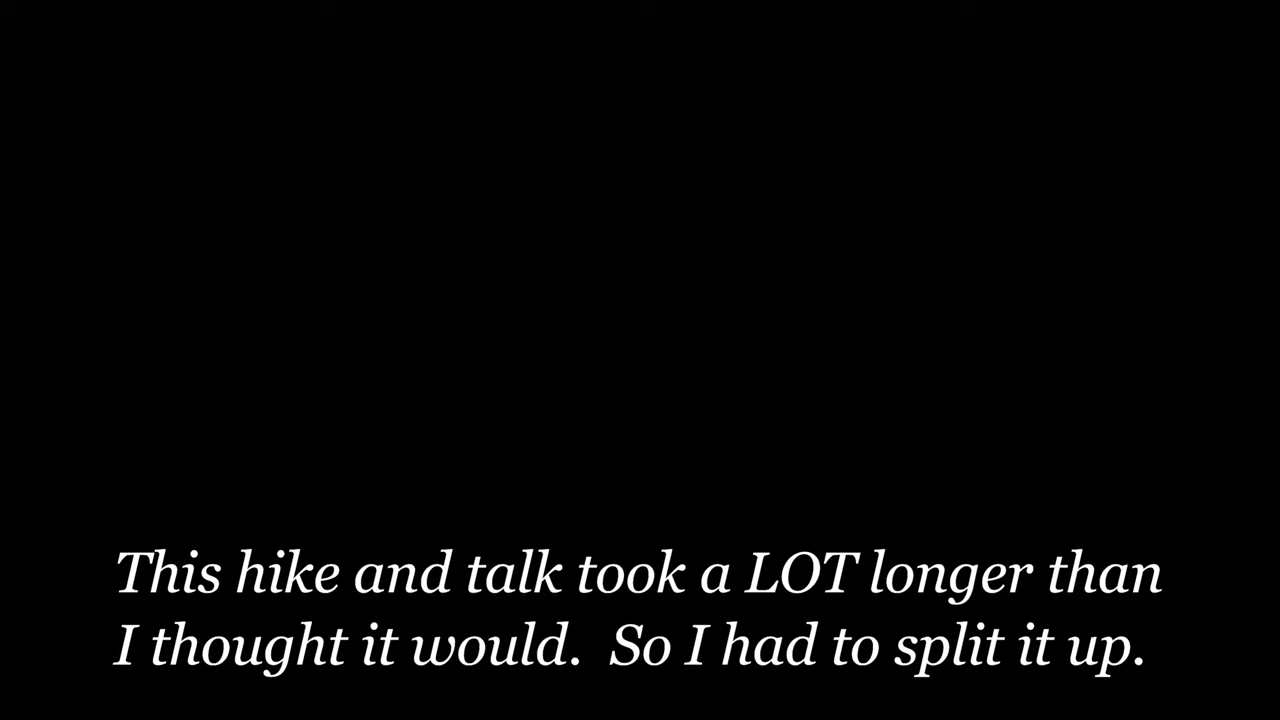 This hike and talk took a LOT longer than
I thought it would.  So I had to split it up.